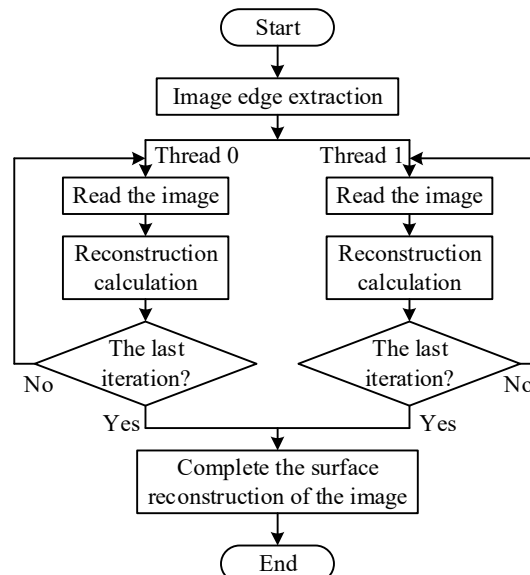 Start
Image edge extraction
Thread 0
Thread 1
Read the image
Read the image
Reconstruction
calculation
Reconstruction
calculation
The last
iteration?
The last
iteration?
No
No
Yes
Yes
Complete the surface
reconstruction of the image
End